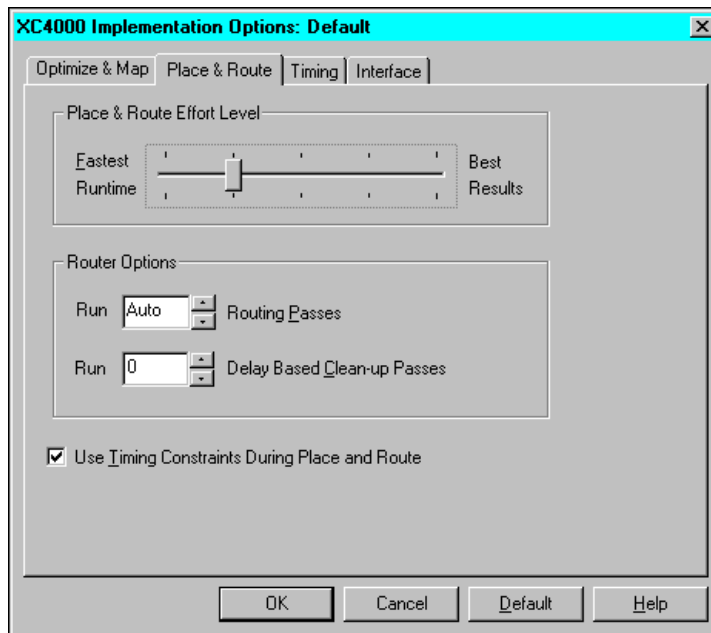 XC4000 Implementation Options: Default
Optimize & Map Place & Route Timing Interface
Place & Route Effort Level
Fastest Runtime
Best Results
Router Options
Run Auto Routing Passes
Run 0 Delay Based Clean-up Passes
Use Timing Constraints During Place and Route
OK Cancel Default Help